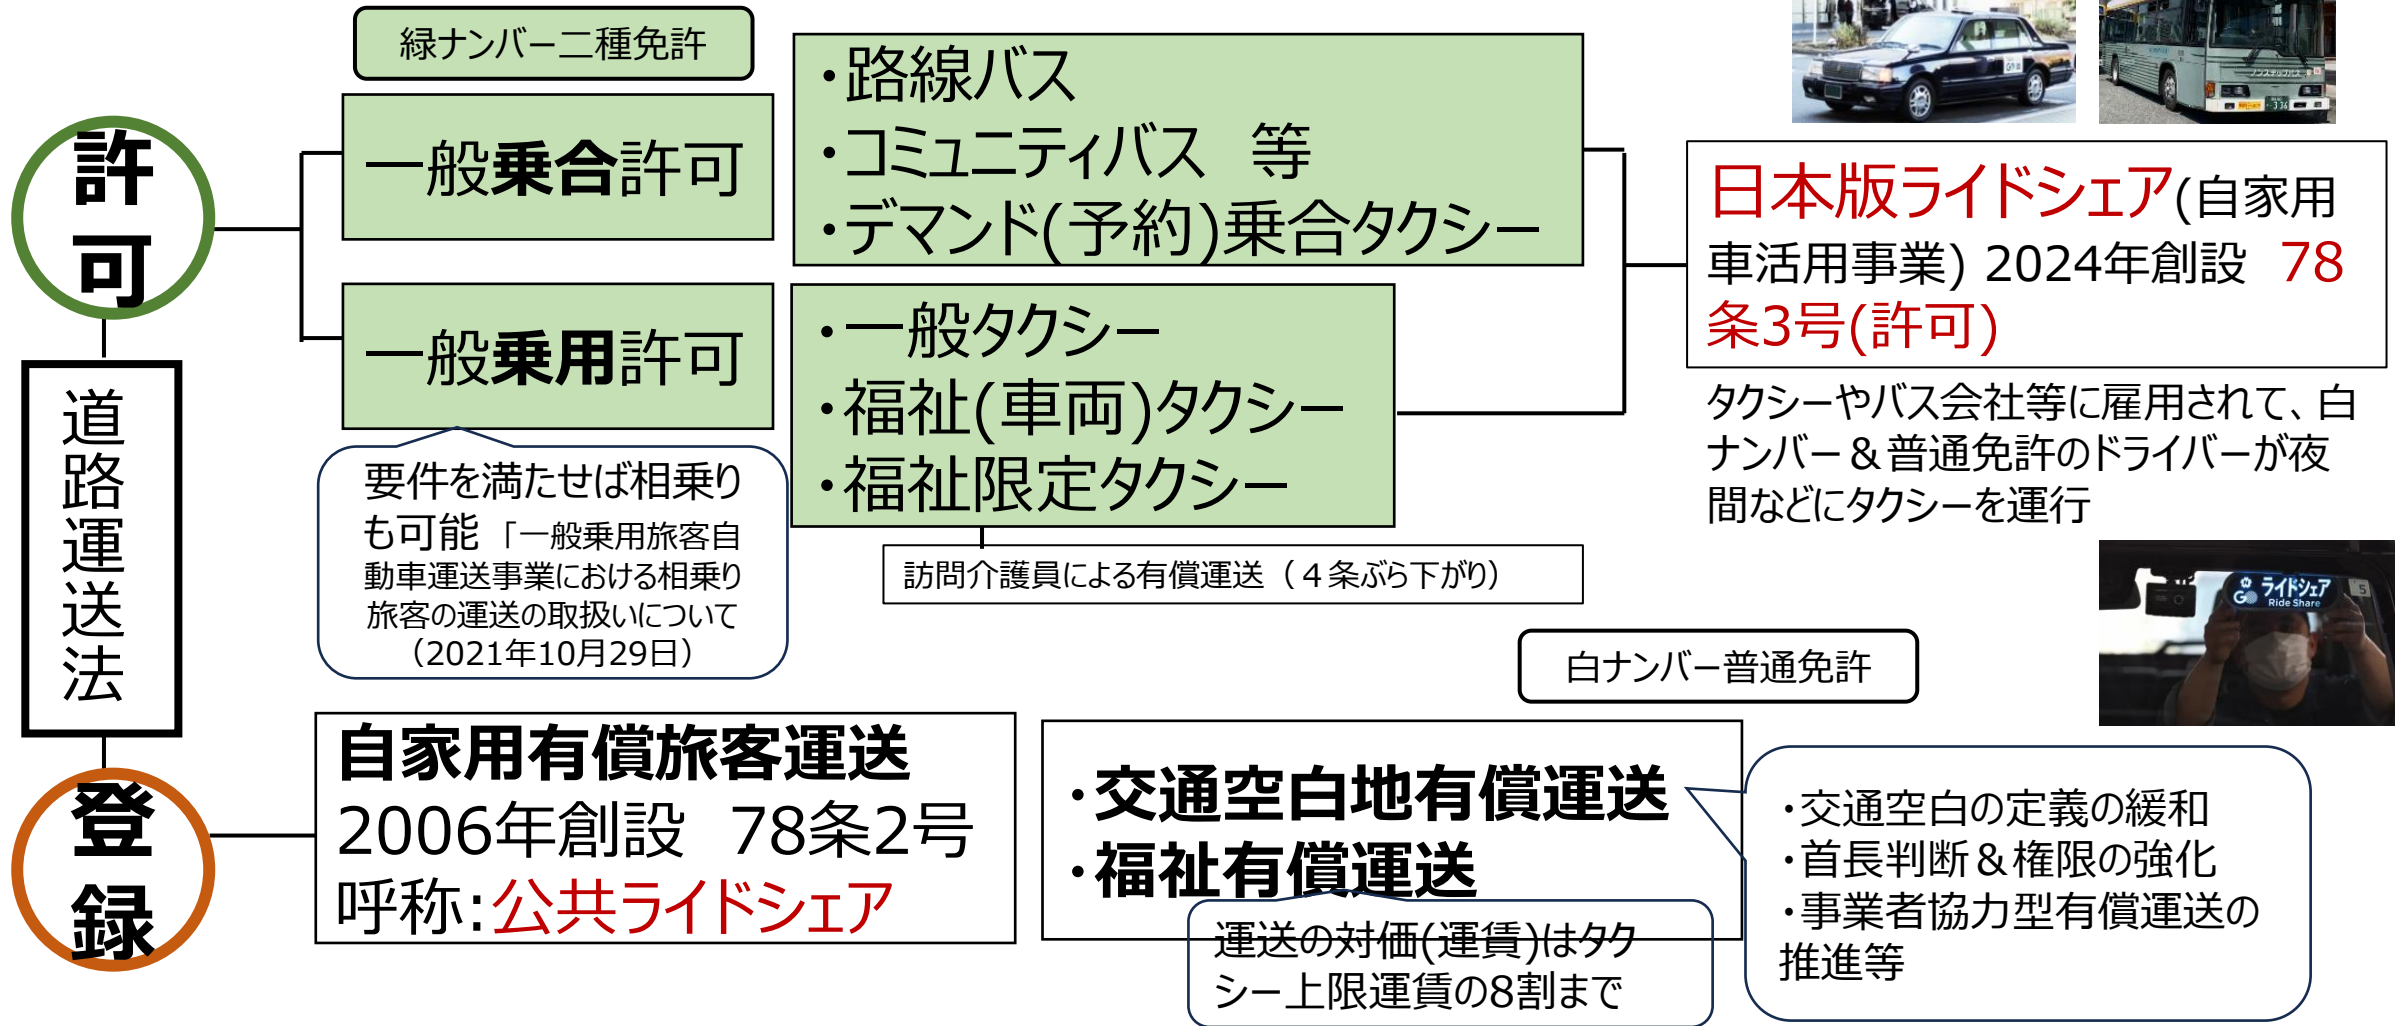 緑ナンバー二種免許
許可
一般乗合許可
・路線バス
・コミュニティバス　等
・デマンド(予約)乗合タクシー
一般乗用許可
・一般タクシー
・福祉(車両)タクシー
・福祉限定タクシー
訪問介護員による有償運送（４条ぶら下がり）
要件を満たせば相乗り
も可能「一般乗用旅客自
動車運送事業における相乗り
旅客の運送の取扱いについて
（2021年10月29日）
ノンステップバス
336
日本版ライドシェア(自家用
車活用事業) 2024年創設　78
条3号(許可)
タクシーやバス会社等に雇用されて、白
ナンバー＆普通免許のドライバーが夜
間などにタクシーを運行
GO ライドシェア
Ride Share
5
道路運送法
白ナンバー普通免許
登録
自家用有償旅客運送
2006年創設　78条2号
呼称:公共ライドシェア
・交通空白地有償運送
・福祉有償運送
運送の対価(運賃)はタク
シー上限運賃の8割まで
・交通空白の定義の緩和
・首長判断＆権限の強化
・事業者協力型有償運送の
推進等